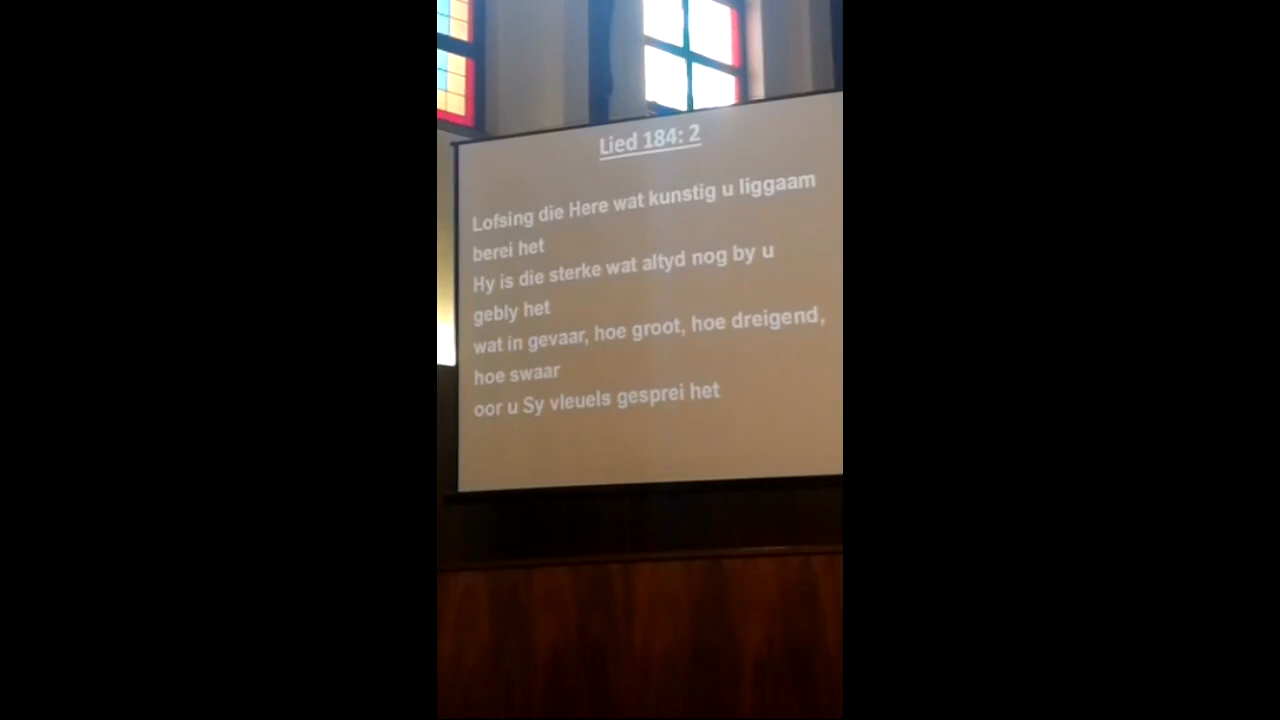 Lied 184: 2
Lofsing die Here wat kunstig u liggaam
berei het
Hy is die sterke wat altyd nog by u
gebly het
wat in gevaar, hoe groot, hoe dreigend,
hoe swaar
oor u Sy vleuels gesprei het